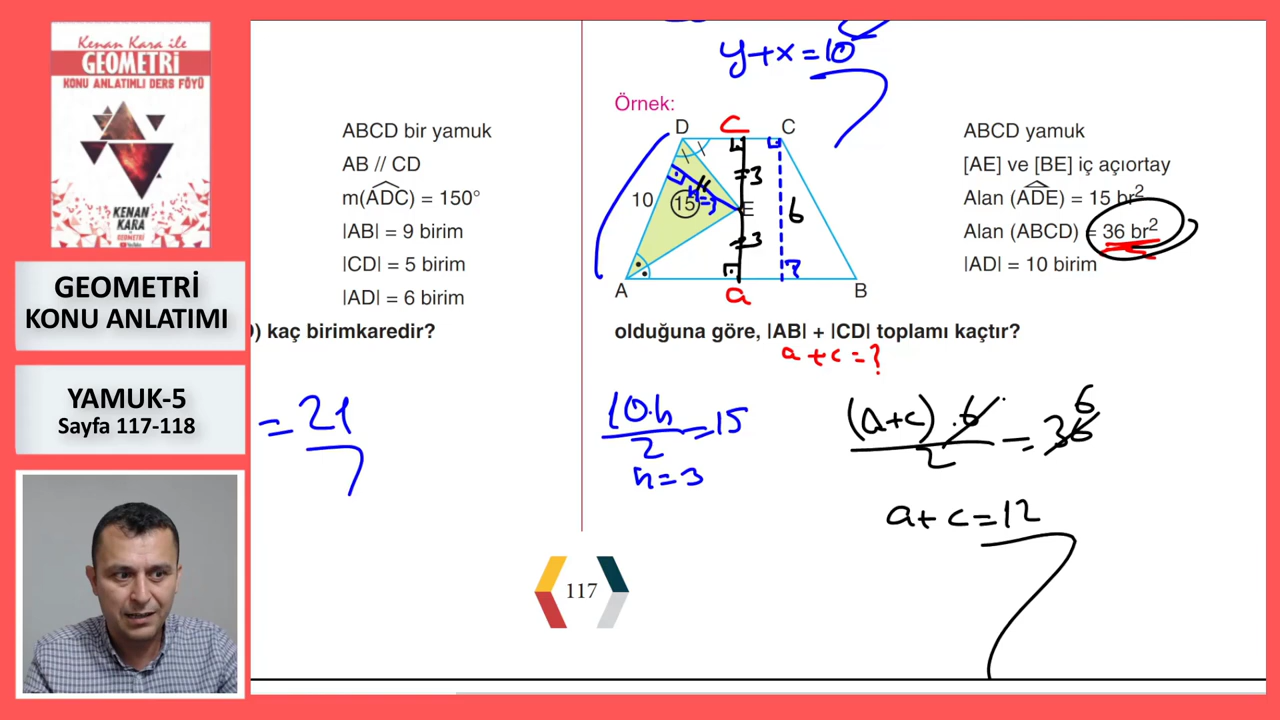 Kenan Kara ile
GEOMETRİ
KONU ANLATIMLI DERS FÖYÜ
KENAN
KARA
GEOMETRİ
GEOMETRİ
KONU ANLATIMI
YAMUK-5
Sayfa 117-118
ABCD bir yamuk
AB // CD
m(ADC) = 150°
|AB| = 9 birim
|CD| = 5 birim
|AD| = 6 birim
) kaç birimkaredir?
= 21
y+x=10
Örnek:
D
c
C
3
10
15
h=3
E
6
3
A
a
B
ABCD yamuk
[AE] ve [BE] iç açıortay
Alan (ADE) = 15 br²
Alan (ABCD) = 36 br²
|AD| = 10 birim
olduğuna göre, |AB| + |CD| toplamı kaçtır?
a + c = ?
10.h/2 = 15
h=3
(a+c).6/2 = 36 6
a+c=12
117